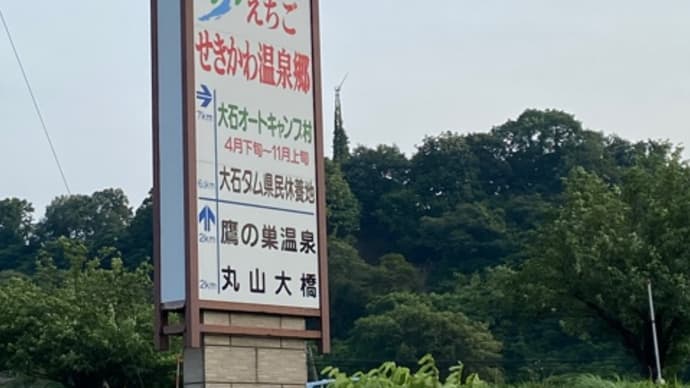 えちご
せきかわ温泉郷
7km 大石オートキャンプ村
4月下旬〜11月上旬
大石ダム県民休養地
2km 鷹の巣温泉
2km 丸山大橋